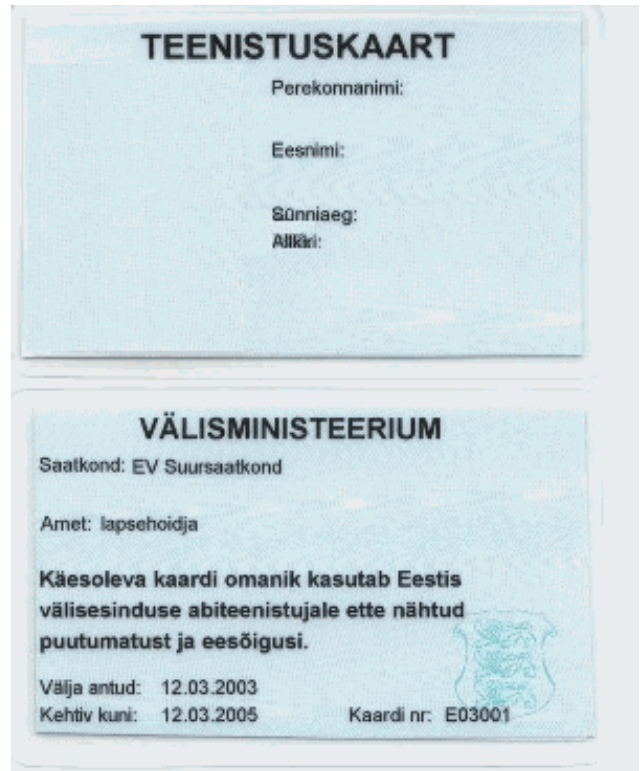 TEENISTUSKAART
Perekonnanimi:
Eesnimi:
Sünniaeg:
Allkiri:
VÄLISMINISTEERIUM
Saatkond: EV Suursaatkond
Amet: lapsehoidja
Käesoleva kaardi omanik kasutab Eestis
välisesinduse abiteenistujale ette nähtud
puutumatust ja eesõigusi.
Välja antud: 12.03.2003
Kehtiv kuni: 12.03.2005 Kaardi nr: E03001